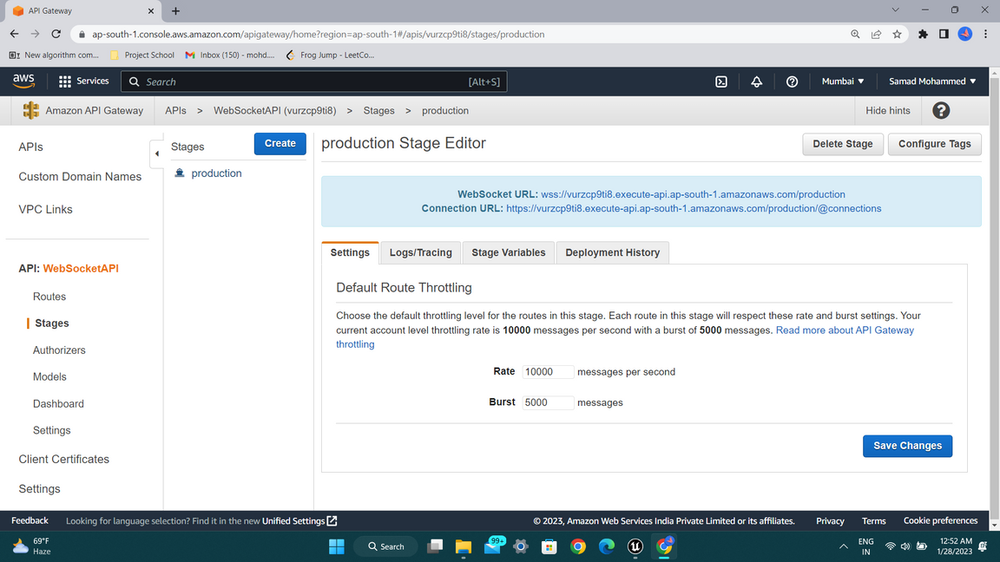 API Gateway
ap-south-1.console.aws.amazon.com/apigateway/home?region=ap-south-1#/apis/vurzcp9ti8/stages/production
New algorithm com... Project School Inbox (150) - mohd.... Frog Jump - LeetCo...
aws Services Search [Alt+S] Mumbai Samad Mohammed
Amazon API Gateway APIs > WebSocketAPI (vurzcp9ti8) > Stages > production Hide hints
APIs
Custom Domain Names
VPC Links
API: WebSocketAPI
Routes
Stages
Authorizers
Models
Dashboard
Settings
Client Certificates
Settings
Stages Create
production
production Stage Editor Delete Stage Configure Tags
WebSocket URL: wss://vurzcp9ti8.execute-api.ap-south-1.amazonaws.com/production
Connection URL: https://vurzcp9ti8.execute-api.ap-south-1.amazonaws.com/production/@connections
Settings Logs/Tracing Stage Variables Deployment History
Default Route Throttling
Choose the default throttling level for the routes in this stage. Each route in this stage will respect these rate and burst settings. Your
current account level throttling rate is 10000 messages per second with a burst of 5000 messages. Read more about API Gateway
throttling
Rate 10000 messages per second
Burst 5000 messages
Save Changes
Feedback Looking for language selection? Find it in the new Unified Settings © 2023, Amazon Web Services India Private Limited or its affiliates. Privacy Terms Cookie preferences
69°F
Haze
Search
99+
ENG
IN
12:52 AM
1/28/2023